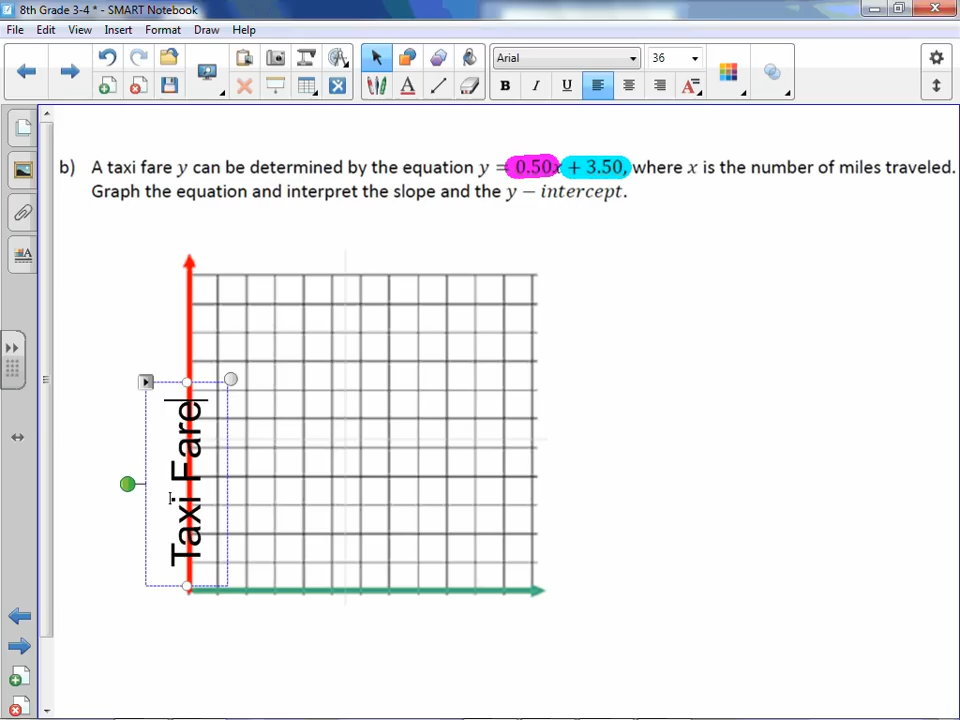 8th Grade 3-4 * - SMART Notebook
File Edit View Insert Format Draw Help
Arial 36
B I U A
b) A taxi fare y can be determined by the equation y = 0.50x + 3.50, where x is the number of miles traveled.
Graph the equation and interpret the slope and the y − intercept.
Taxi Fare